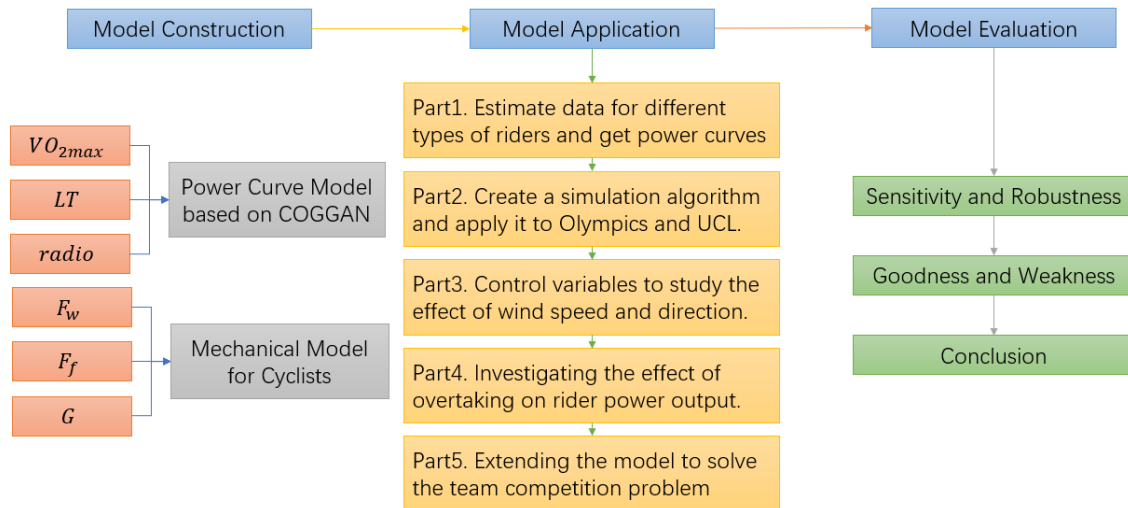 Model Construction
Model Application
Model Evaluation
VO2max
LT
radio
Fw
Ff
G
Power Curve Model
based on COGGAN
Mechanical Model
for Cyclists
Part1. Estimate data for different
types of riders and get power curves
Part2. Create a simulation algorithm
and apply it to Olympics and UCL.
Part3. Control variables to study the
effect of wind speed and direction.
Part4. Investigating the effect of
overtaking on rider power output.
Part5. Extending the model to solve
the team competition problem
Sensitivity and Robustness
Goodness and Weakness
Conclusion